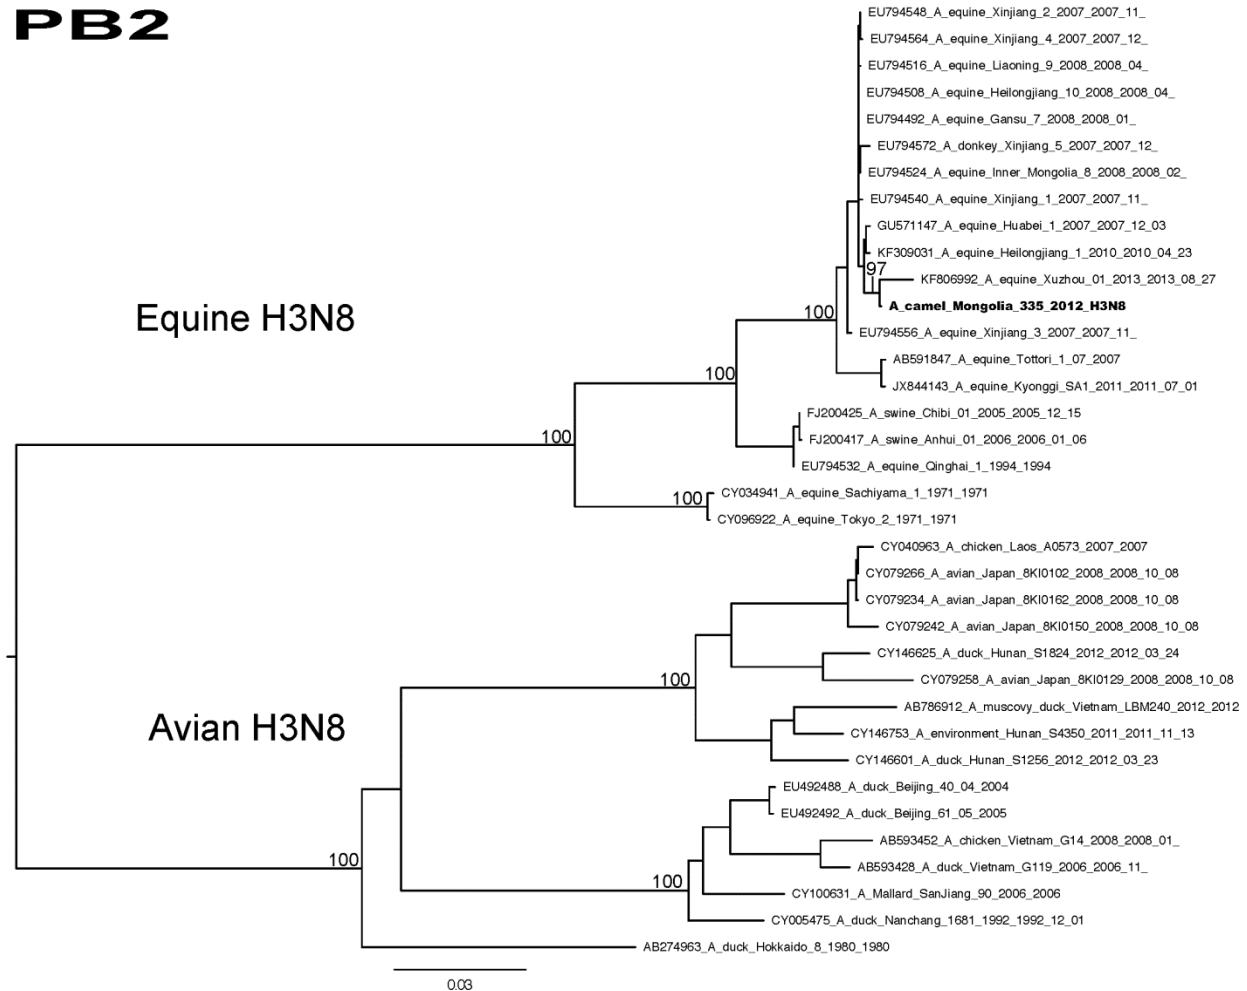 PB2
EU794548_A_equine_Xinjiang_2_2007_2007_11_
EU794564_A_equine_Xinjiang_4_2007_2007_12_
EU794516_A_equine_Liaoning_9_2008_2008_04_
EU794508_A_equine_Heilongjiang_10_2008_2008_04_
EU794492_A_equine_Gansu_7_2008_2008_01_
EU794572_A_donkey_Xinjiang_5_2007_2007_12_
EU794524_A_equine_Inner_Mongolia_8_2008_2008_02_
EU794540_A_equine_Xinjiang_1_2007_2007_11_
GU571147_A_equine_Huabei_1_2007_2007_12_03
KF309031_A_equine_Heilongjiang_1_2010_2010_04_23
97
KF806992_A_equine_Xuzhou_01_2013_2013_08_27
A_camel_Mongolia_335_2012_H3N8
100
Equine H3N8
EU794556_A_equine_Xinjiang_3_2007_2007_11_
AB591847_A_equine_Tottori_1_07_2007
100
JX844143_A_equine_Kyonggi_SA1_2011_2011_07_01
FJ200425_A_swine_Chibi_01_2005_2005_12_15
100
FJ200417_A_swine_Anhui_01_2006_2006_01_06
EU794532_A_equine_Qinghai_1_1994_1994
100
CY034941_A_equine_Sachiyama_1_1971_1971
CY096922_A_equine_Tokyo_2_1971_1971
CY040963_A_chicken_Laos_A0573_2007_2007
CY079266_A_avian_Japan_8KI0102_2008_2008_10_08
CY079234_A_avian_Japan_8KI0162_2008_2008_10_08
CY079242_A_avian_Japan_8KI0150_2008_2008_10_08
CY146625_A_duck_Hunan_S1824_2012_2012_03_24
100
CY079258_A_avian_Japan_8KI0129_2008_2008_10_08
AB786912_A_muscovy_duck_Vietnam_LBM240_2012_2012
Avian H3N8
CY146753_A_environment_Hunan_S4350_2011_2011_11_13
CY146601_A_duck_Hunan_S1256_2012_2012_03_23
EU492488_A_duck_Beijing_40_04_2004
EU492492_A_duck_Beijing_61_05_2005
AB593452_A_chicken_Vietnam_G14_2008_2008_01_
100
AB593428_A_duck_Vietnam_G119_2006_2006_11_
100
CY100631_A_Mallard_SanJiang_90_2006_2006
CY005475_A_duck_Nanchang_1681_1992_1992_12_01
AB274963_A_duck_Hokkaido_8_1980_1980
0.03